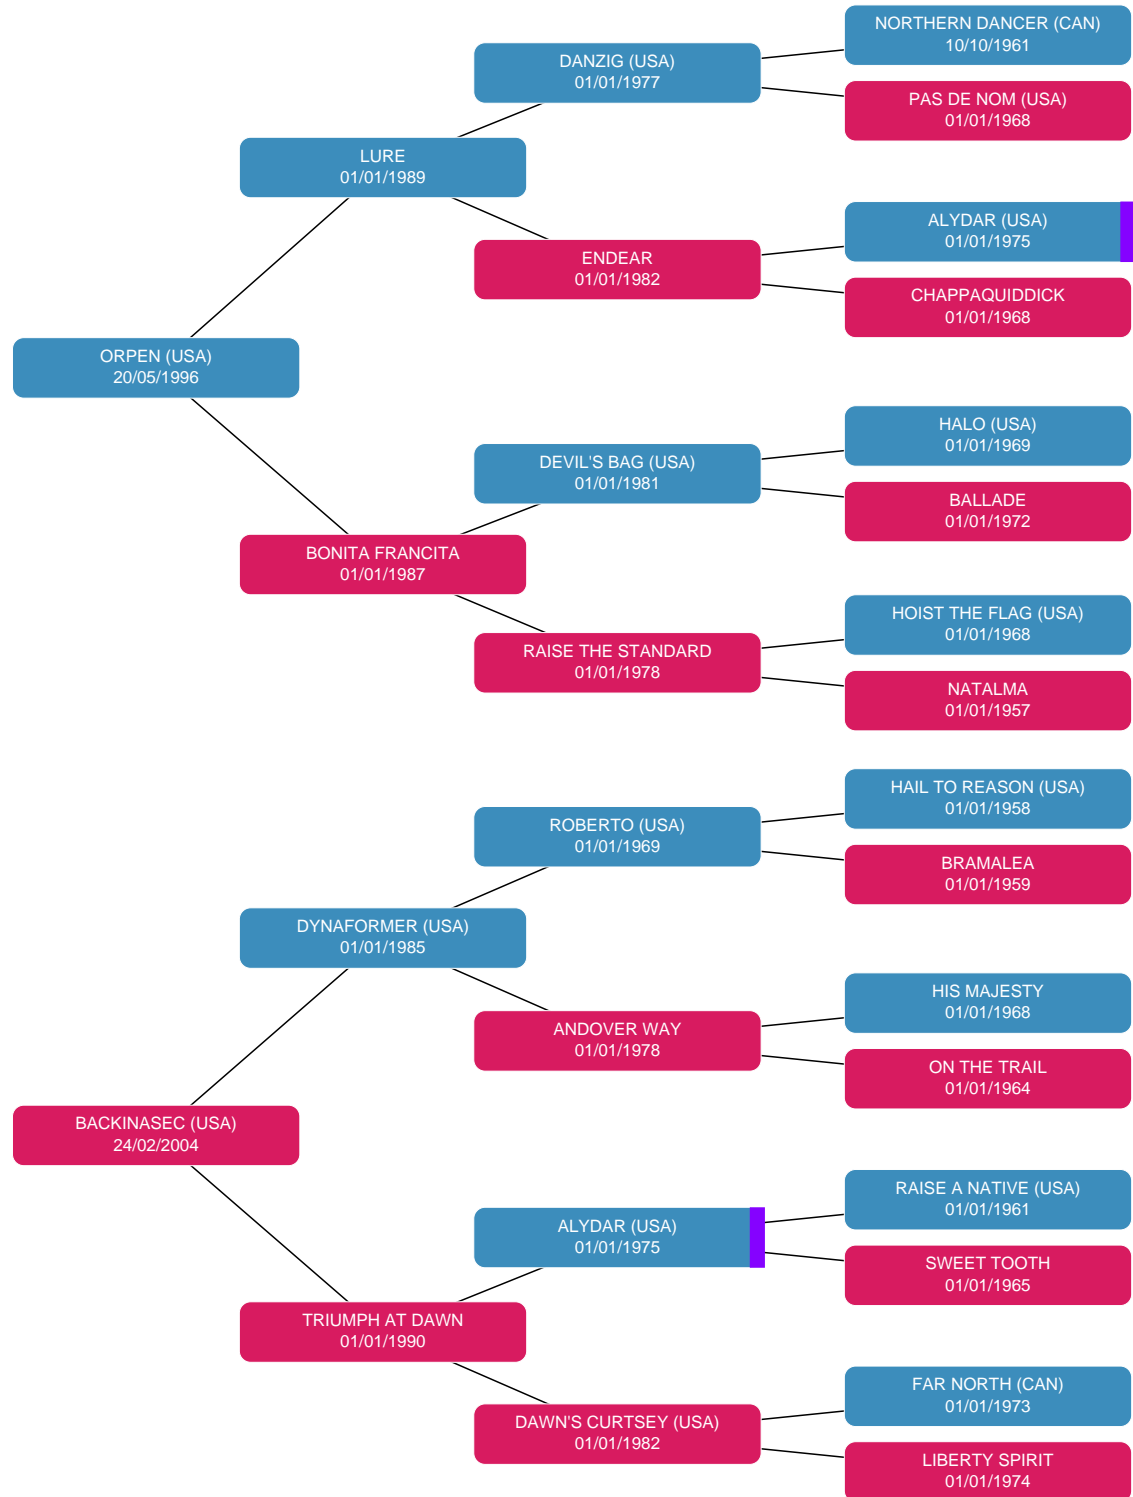 NORTHERN DANCER (CAN)
10/10/1961
DANZIG (USA)
01/01/1977
PAS DE NOM (USA)
01/01/1968
LURE
01/01/1989
ALYDAR (USA)
01/01/1975
ENDEAR
01/01/1982
CHAPPAQUIDDICK
01/01/1968
ORPEN (USA)
20/05/1996
HALO (USA)
01/01/1969
DEVIL'S BAG (USA)
01/01/1981
BALLADE
01/01/1972
BONITA FRANCITA
01/01/1987
HOIST THE FLAG (USA)
01/01/1968
RAISE THE STANDARD
01/01/1978
NATALMA
01/01/1957
HAIL TO REASON (USA)
01/01/1958
ROBERTO (USA)
01/01/1969
BRAMALEA
01/01/1959
DYNAFORMER (USA)
01/01/1985
HIS MAJESTY
01/01/1968
ANDOVER WAY
01/01/1978
ON THE TRAIL
01/01/1964
BACKINASEC (USA)
24/02/2004
RAISE A NATIVE (USA)
01/01/1961
ALYDAR (USA)
01/01/1975
SWEET TOOTH
01/01/1965
TRIUMPH AT DAWN
01/01/1990
FAR NORTH (CAN)
01/01/1973
DAWN'S CURTSEY (USA)
01/01/1982
LIBERTY SPIRIT
01/01/1974